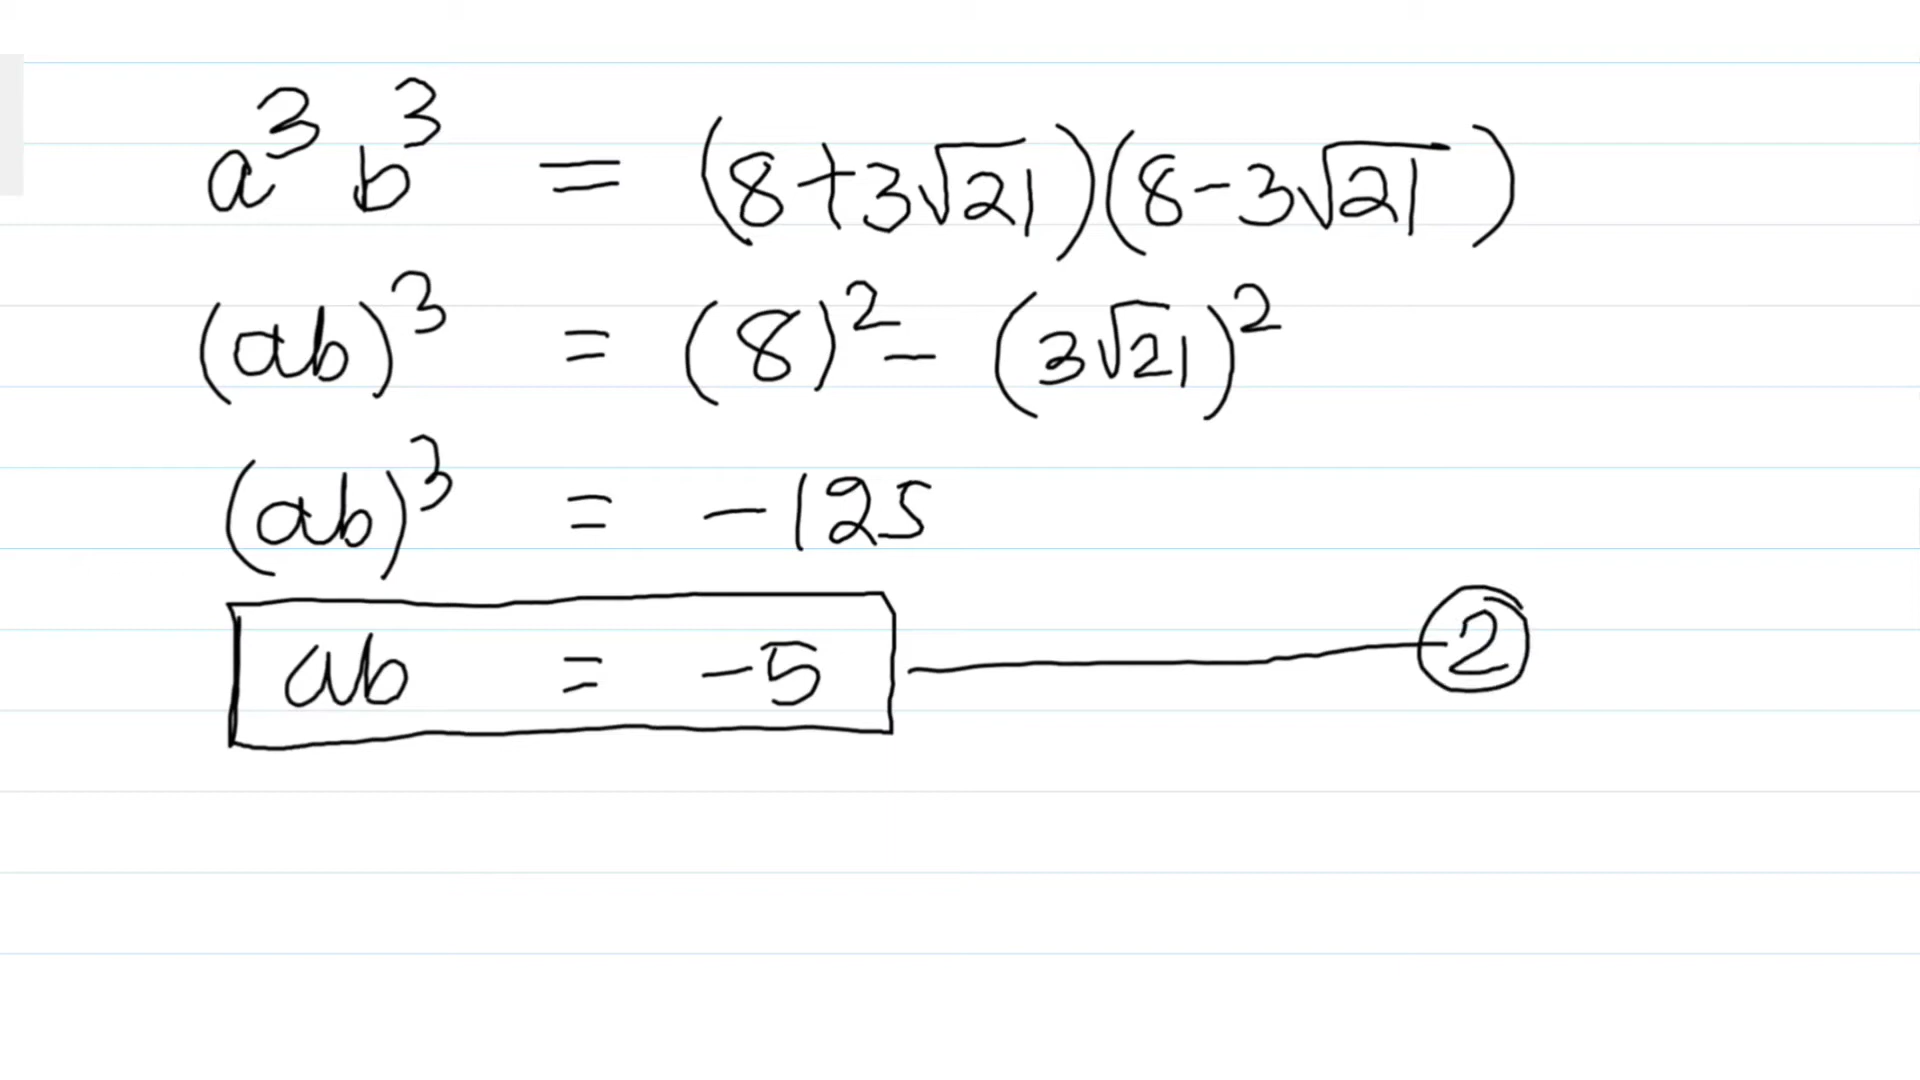 a³b³ = (8+3√21)(8-3√21)
(ab)³ = (8)² - (3√21)²
(ab)³ = -125
ab = -5 ②